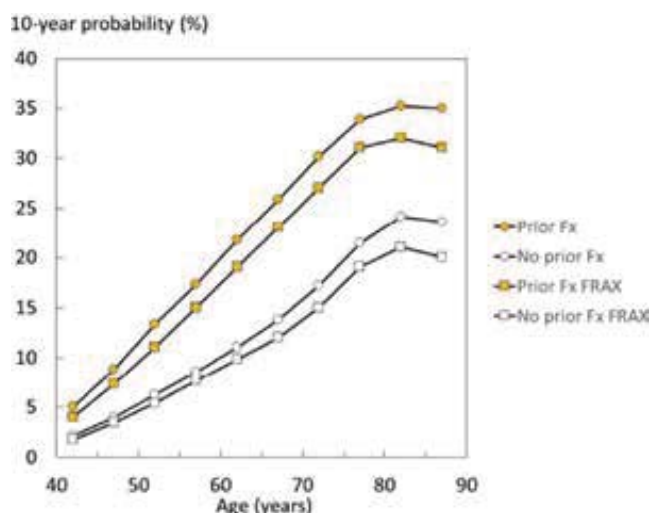 10-year probability (%)
40
35
30
25
20
15
10
5
0
40 50 60 70 80 90
Age (years)
Prior Fx
No prior Fx
Prior Fx FRAX
No prior Fx FRAX